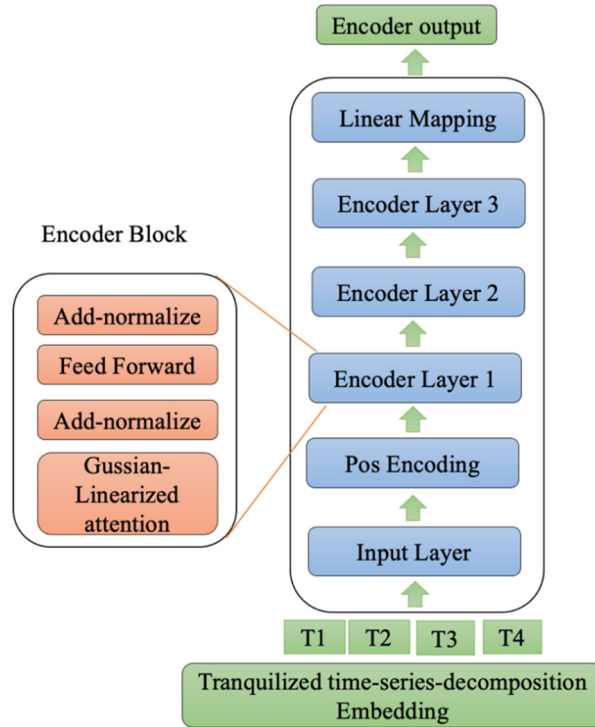 Encoder output
Linear Mapping
Encoder Layer 3
Encoder Layer 2
Encoder Layer 1
Pos Encoding
Input Layer
T1 T2 T3 T4
Tranquilized time-series-decomposition
Embedding
Encoder Block
Add-normalize
Feed Forward
Add-normalize
Gussian-
Linearized
attention